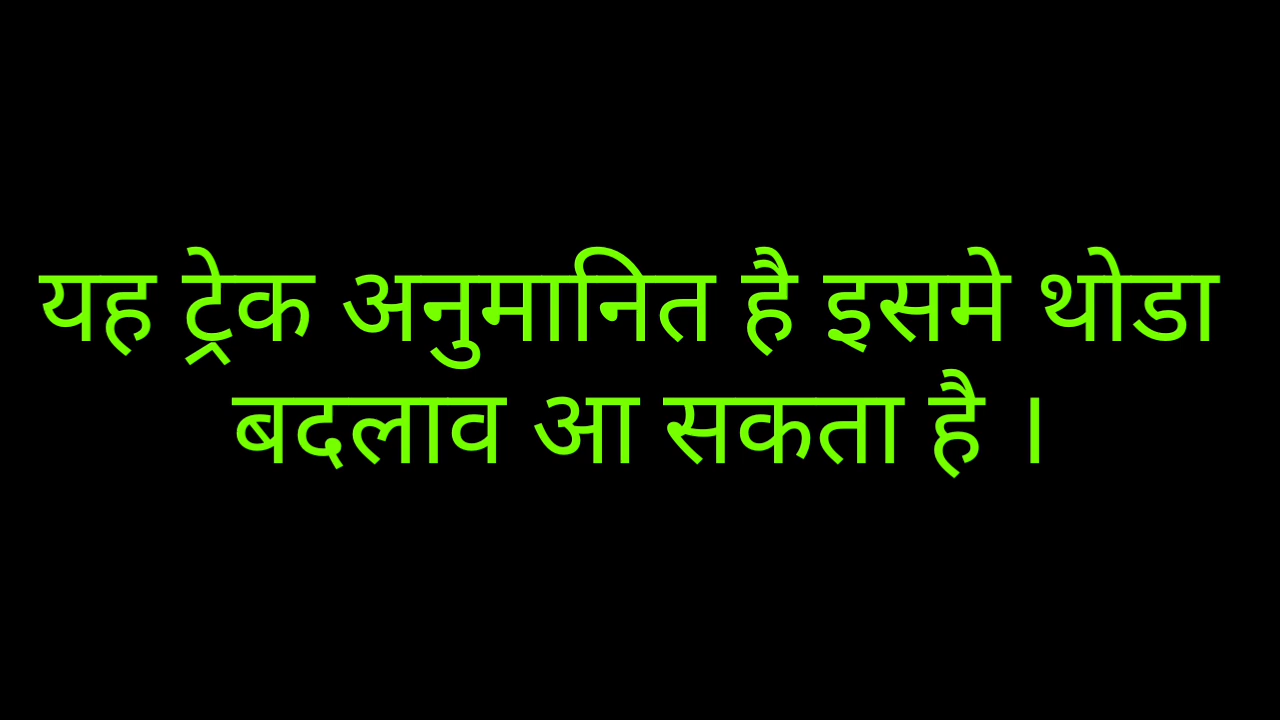 यह ट्रेक अनुमानित है इसमे थोडा
बदलाव आ सकता है ।